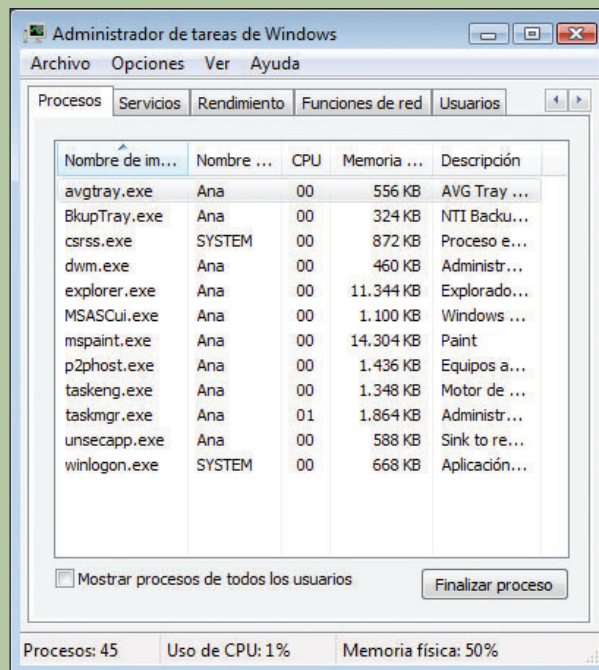 Administrador de tareas de Windows
Archivo Opciones Ver Ayuda
Procesos Servicios Rendimiento Funciones de red Usuarios
Nombre de im... Nombre ... CPU Memoria ... Descripción
avgtray.exe Ana 00 556 KB AVG Tray ...
BkupTray.exe Ana 00 324 KB NTI Backu...
csrss.exe SYSTEM 00 872 KB Proceso e...
dwm.exe Ana 00 460 KB Administr...
explorer.exe Ana 00 11.344 KB Explorado...
MSASCui.exe Ana 00 1.100 KB Windows ...
mspaint.exe Ana 00 14.304 KB Paint
p2phost.exe Ana 00 1.436 KB Equipos a...
taskeng.exe Ana 00 1.348 KB Motor de ...
taskmgr.exe Ana 01 1.864 KB Administr...
unsecapp.exe Ana 00 588 KB Sink to re...
winlogon.exe SYSTEM 00 668 KB Aplicación...
Mostrar procesos de todos los usuarios Finalizar proceso
Procesos: 45 Uso de CPU: 1% Memoria física: 50%